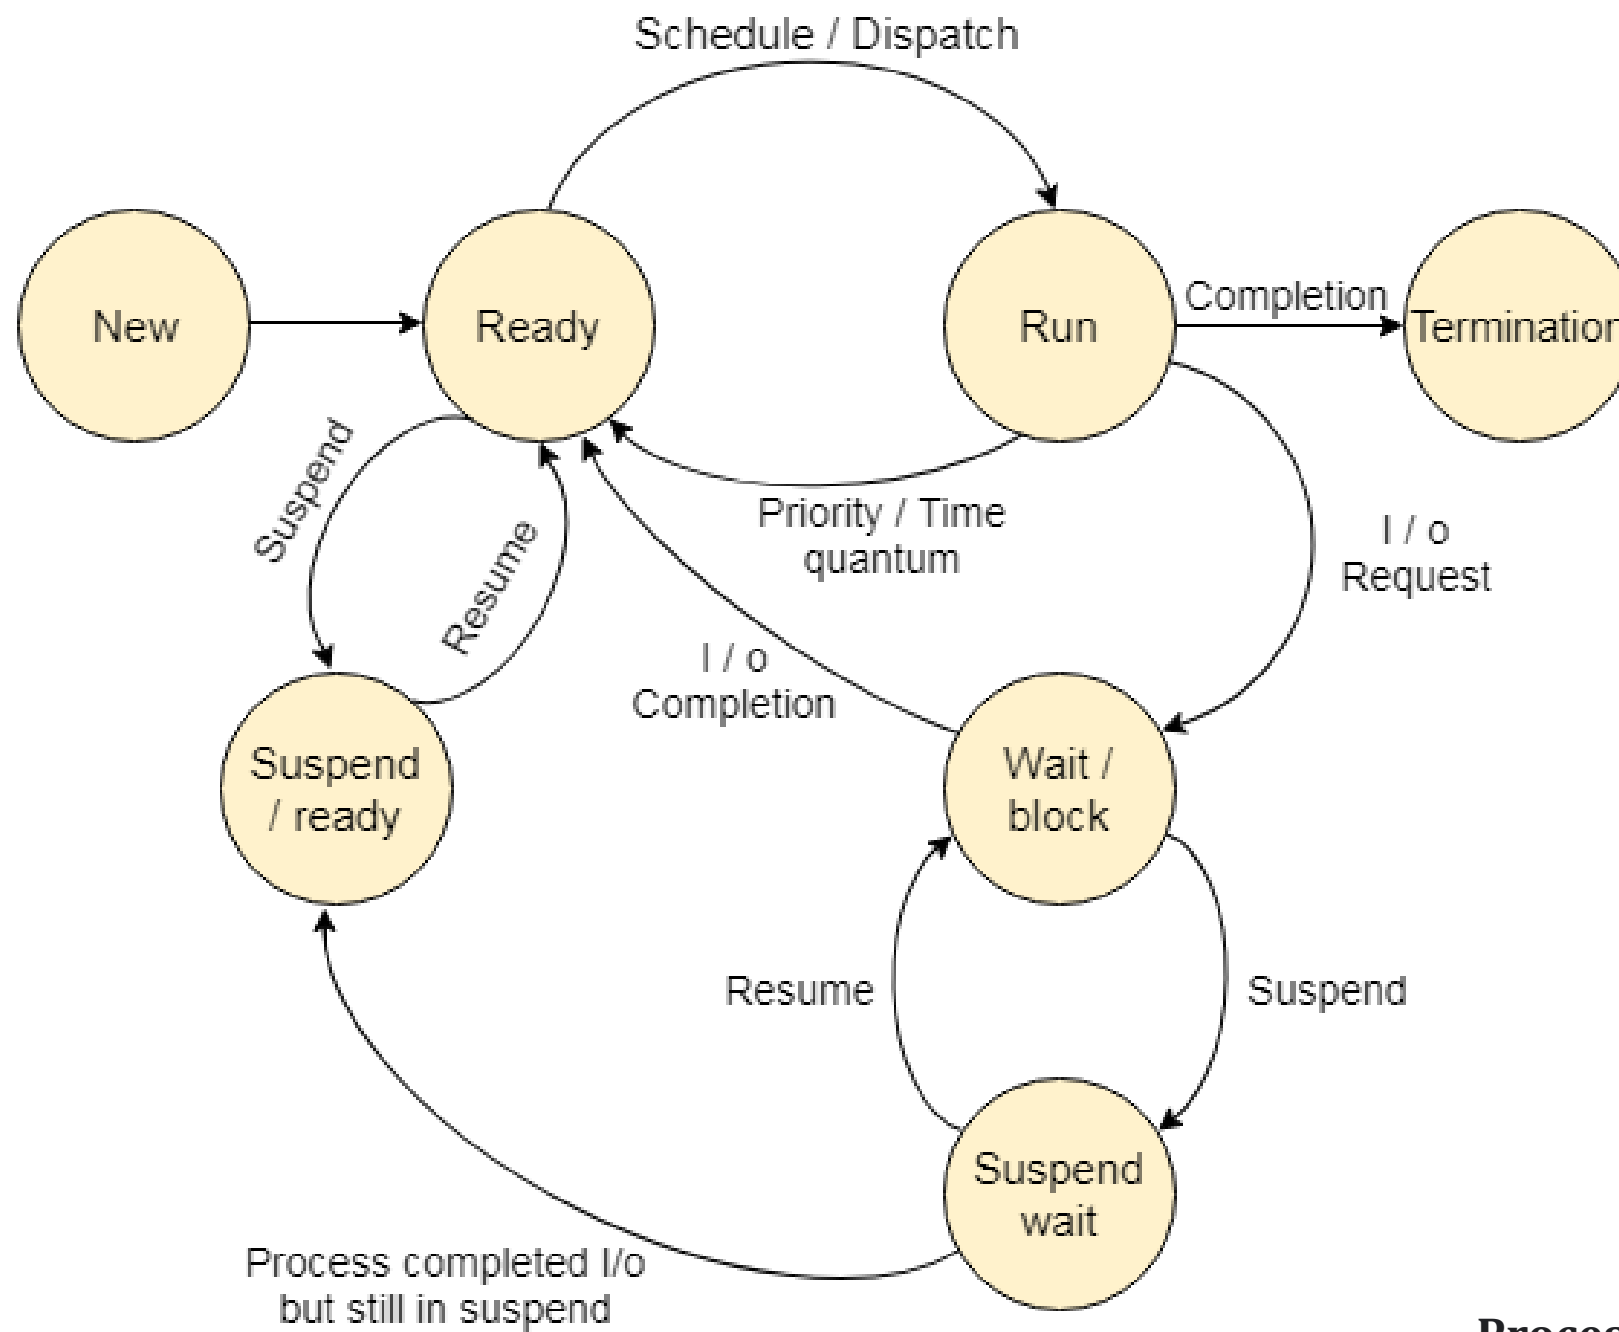 Schedule / Dispatch
New
Ready
Run
Completion
Termination
Suspend
Resume
Priority / Time
quantum
I / o
Request
I / o
Completion
Suspend
/ ready
Wait /
block
Resume
Suspend
Suspend
wait
Process completed I/o
but still in suspend